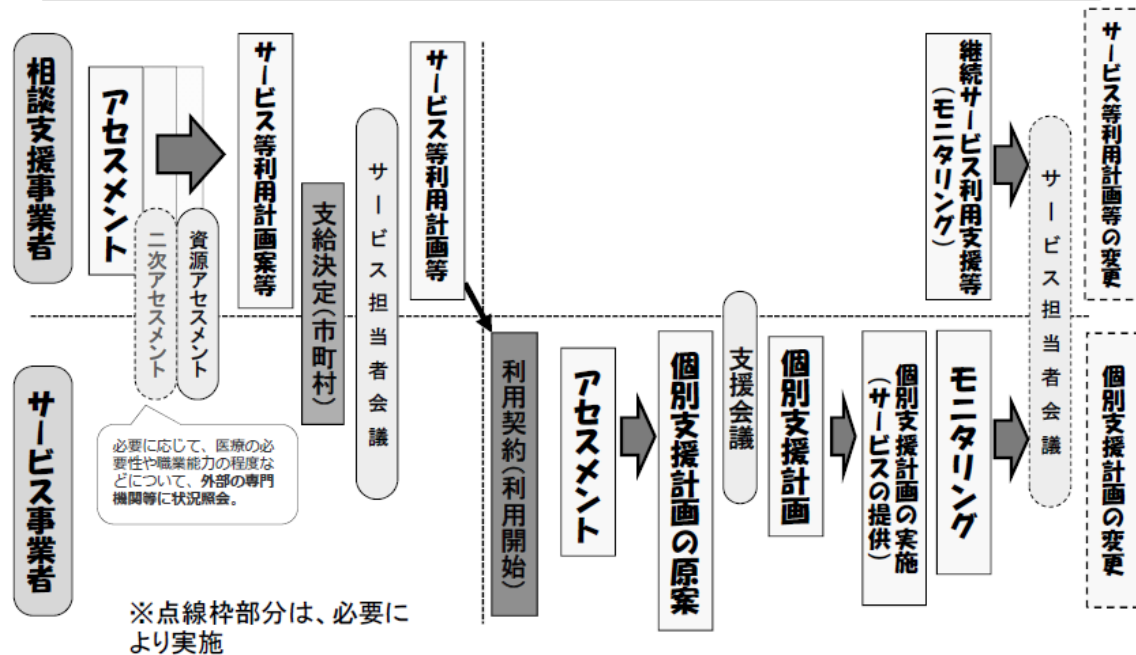 相談支援事業者
アセスメント
二次アセスメント
資源アセスメント
サービス等利用計画案等
支給決定(市町村)
サービス担当者会議
サービス等利用計画等
継続サービス利用支援等
(モニタリング)
サービス担当者会議
サービス等利用計画等の変更
サービス事業者
必要に応じて、医療の必
要性や職業能力の程度な
どについて、外部の専門
機関等に状況照会。
利用契約(利用開始)
アセスメント
個別支援計画の原案
支援会議
個別支援計画
個別支援計画の実施
(サービスの提供)
モニタリング
個別支援計画の変更
※点線枠部分は、必要に
より実施